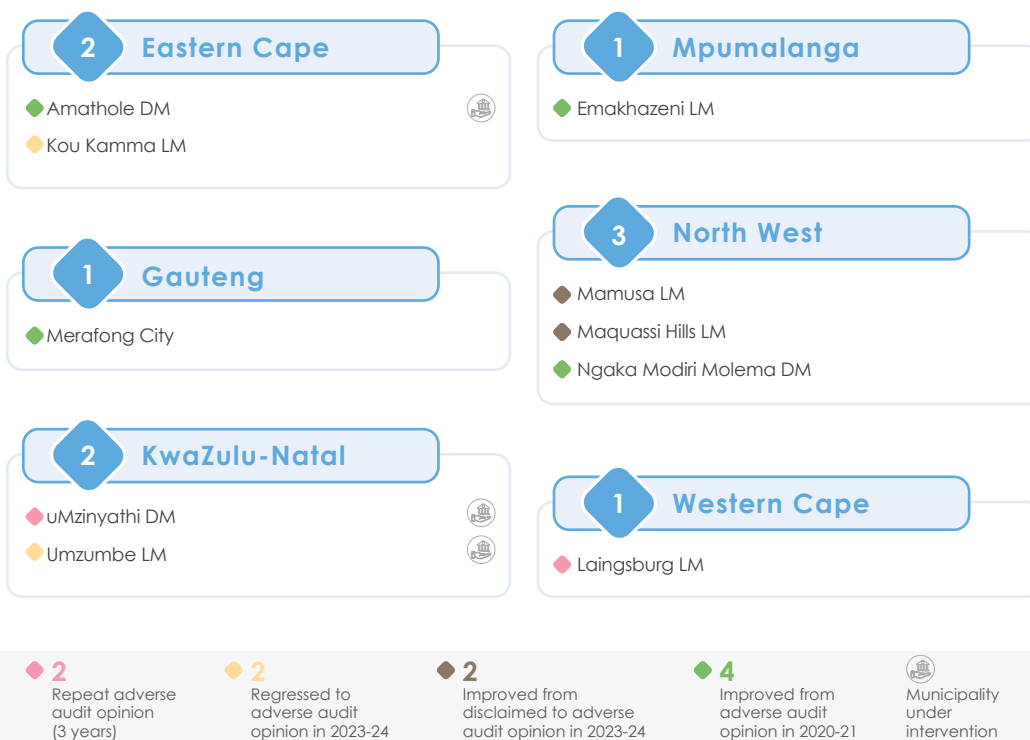 2 Eastern Cape
Amathole DM
Kou Kamma LM
1 Gauteng
Merafong City
2 KwaZulu-Natal
uMzinyathi DM
Umzumbe LM
1 Mpumalanga
Emakhazeni LM
3 North West
Mamusa LM
Maquassi Hills LM
Ngaka Modiri Molema DM
1 Western Cape
Laingsburg LM
2
Repeat adverse
audit opinion
(3 years)
2
Regressed to
adverse audit
opinion in 2023-24
2
Improved from
disclaimed to adverse
audit opinion in 2023-24
4
Improved from
adverse audit
opinion in 2020-21
Municipality
under
intervention